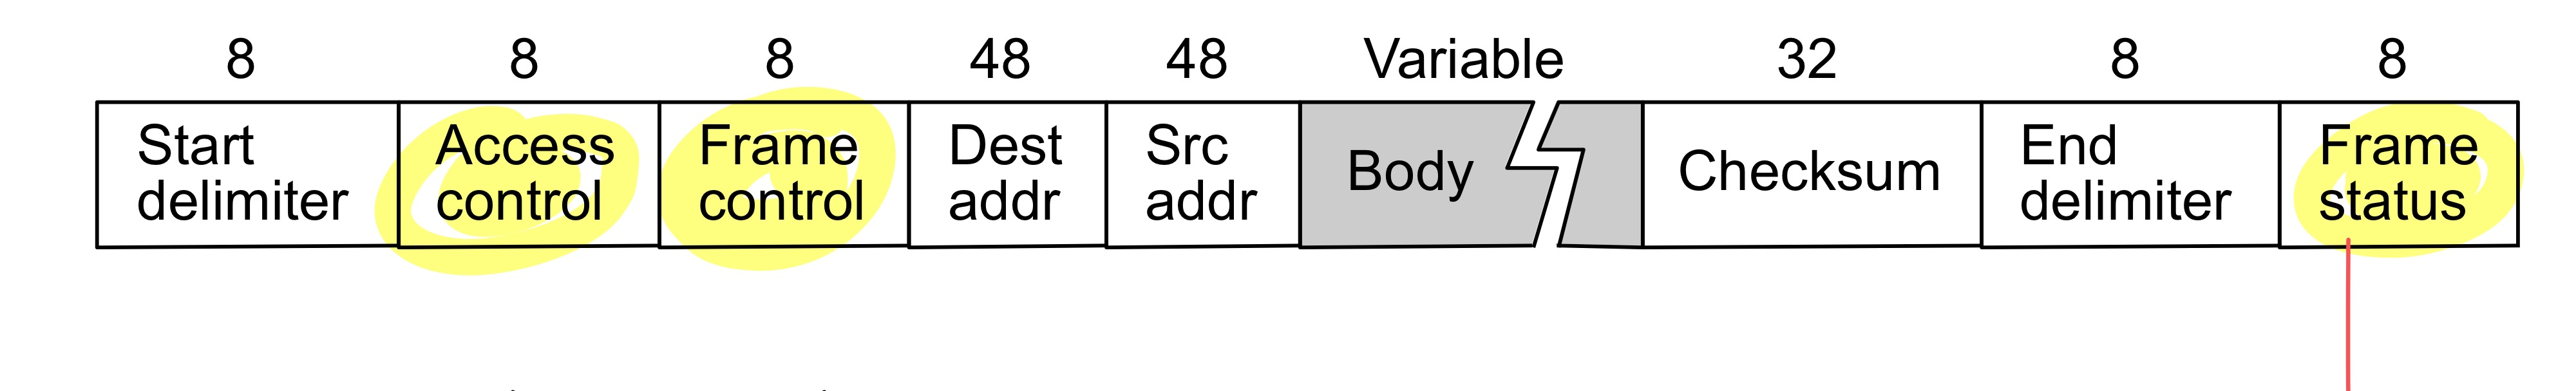 8 8 8 48 48 Variable 32 8 8
Start delimiter
Access control
Frame control
Dest addr
Src addr
Body
Checksum
End delimiter
Frame status